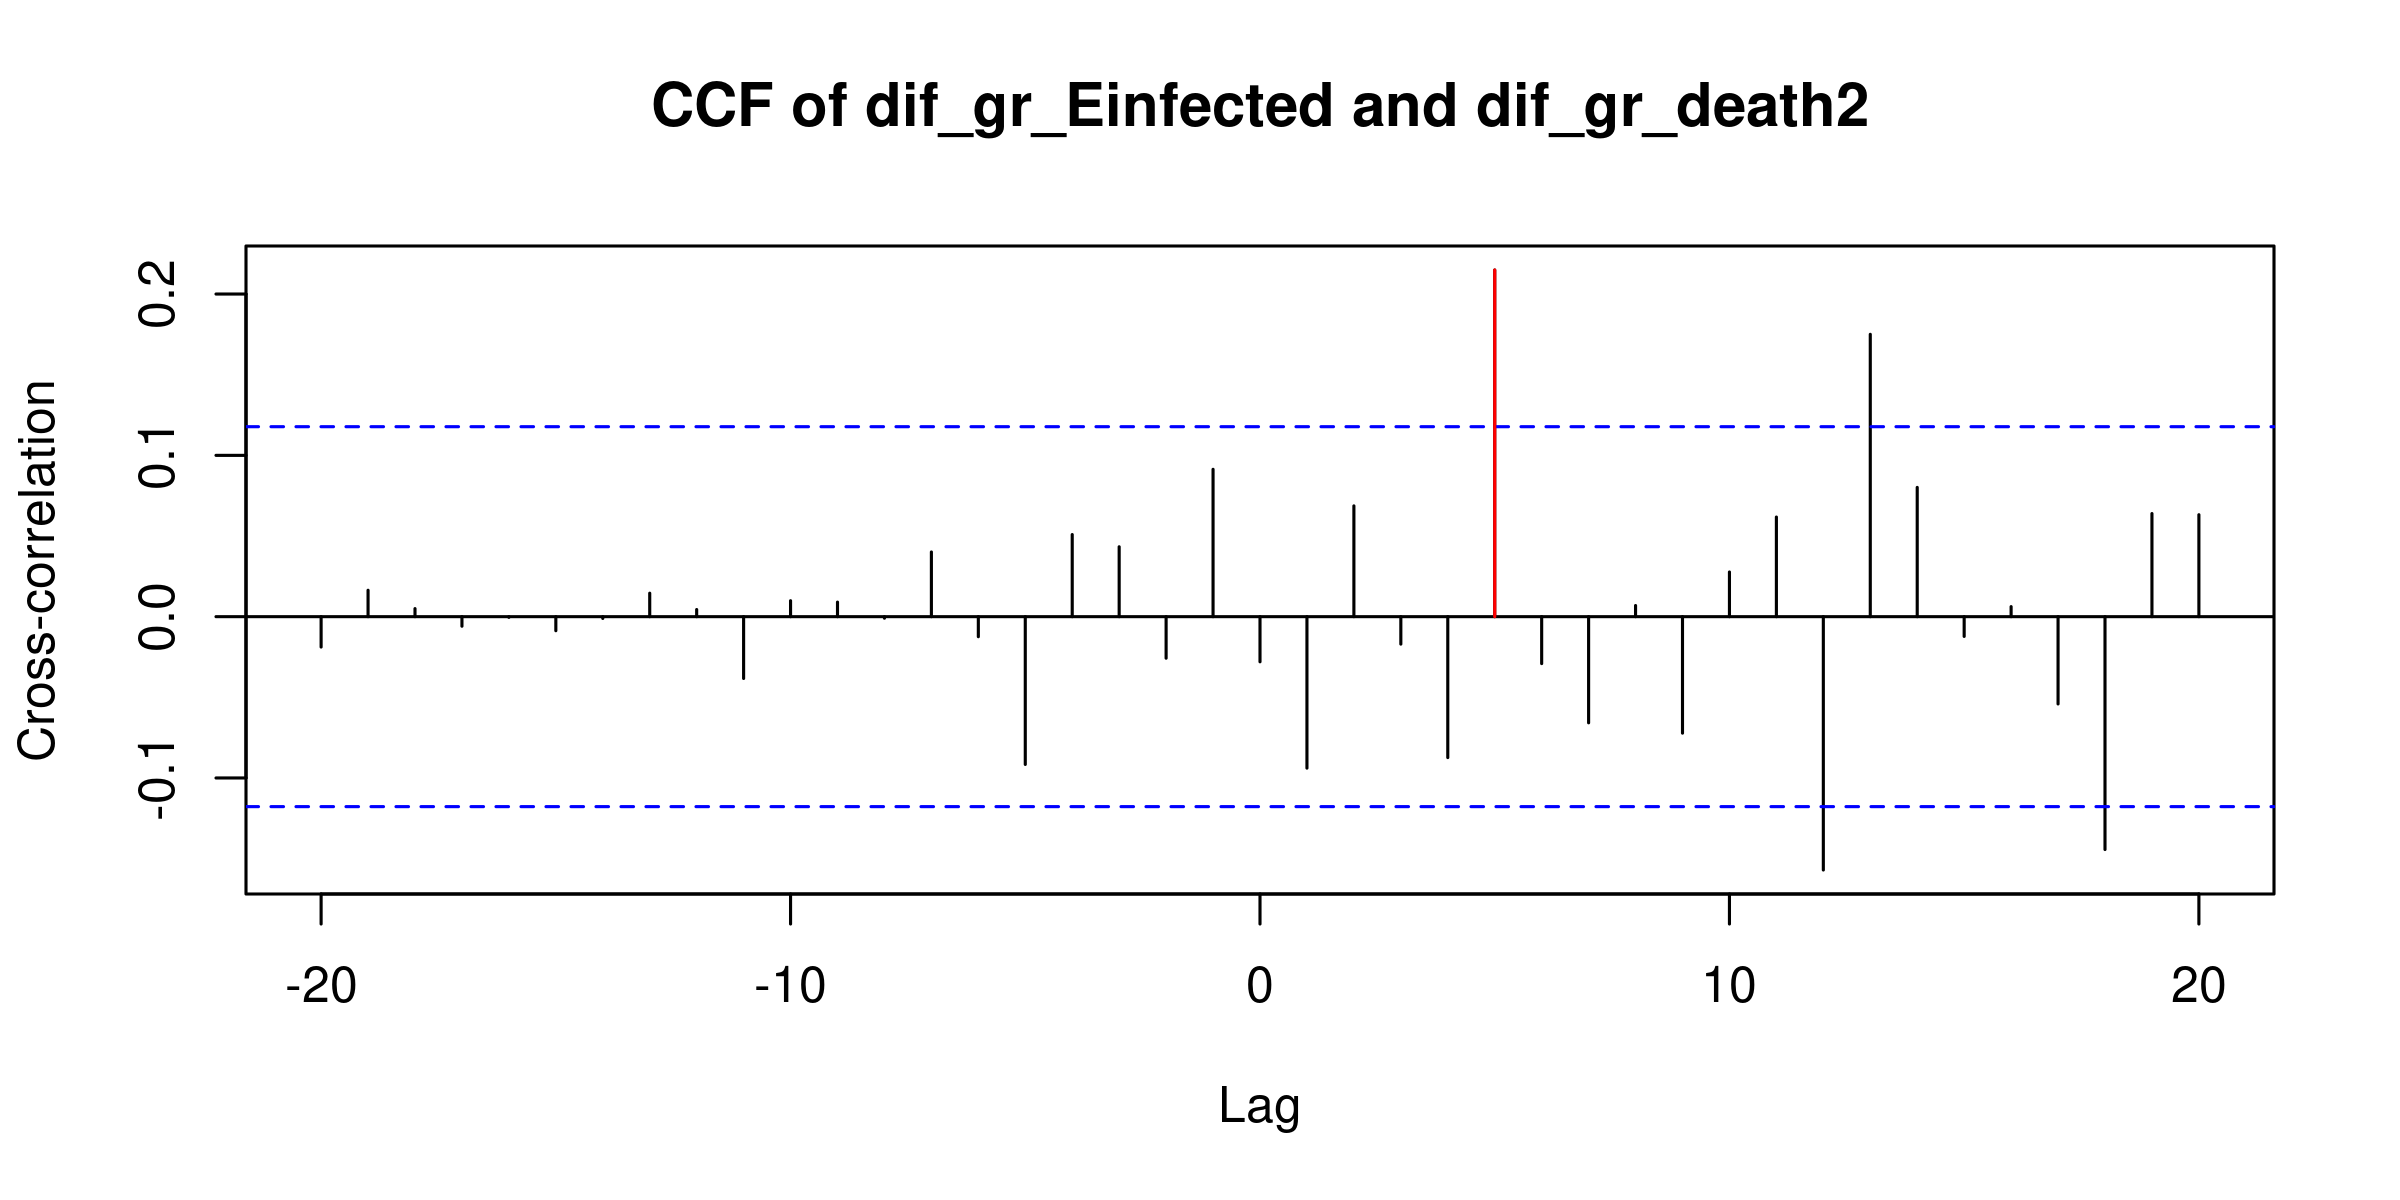 CCF of dif_gr_Einfected and dif_gr_death2
Cross-correlation
0.2
0.1
0.0
-0.1
-20 -10 0 10 20
Lag